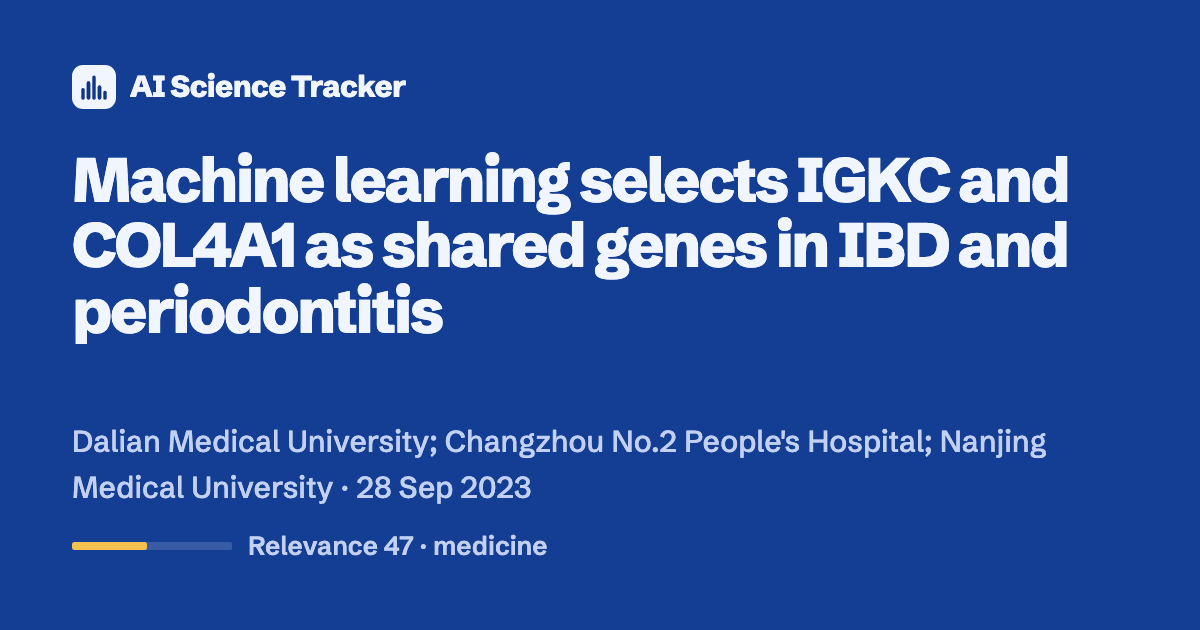 AI Science Tracker
Machine learning selects IGKC and
COL4A1 as shared genes in IBD and
periodontitis
Dalian Medical University; Changzhou No.2 People's Hospital; Nanjing
Medical University · 28 Sep 2023
Relevance 47 · medicine